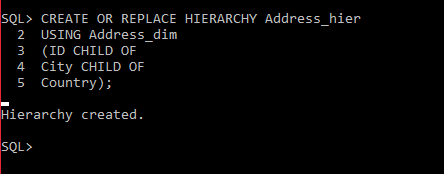 SQL> CREATE OR REPLACE HIERARCHY Address_hier
2 USING Address_dim
3 (ID CHILD OF
4 City CHILD OF
5 Country);
Hierarchy created.
SQL>